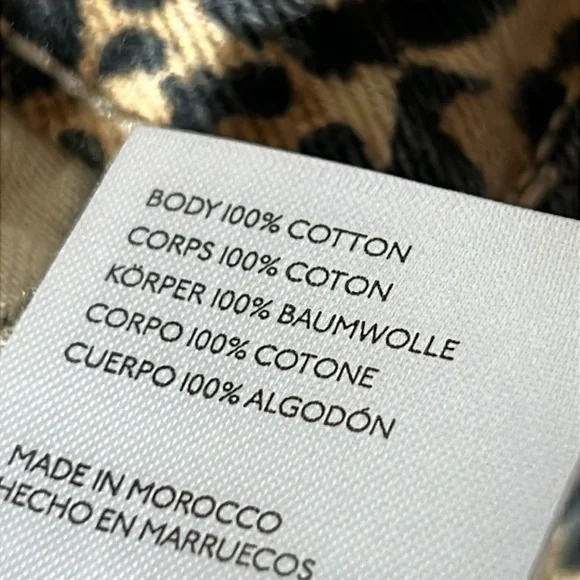 BODY 100% COTTON
CORPS 100% COTON
KÖRPER 100% BAUMWOLLE
CORPO 100% COTONE
CUERPO 100% ALGODÓN
MADE IN MOROCCO
HECHO EN MARRUECOS